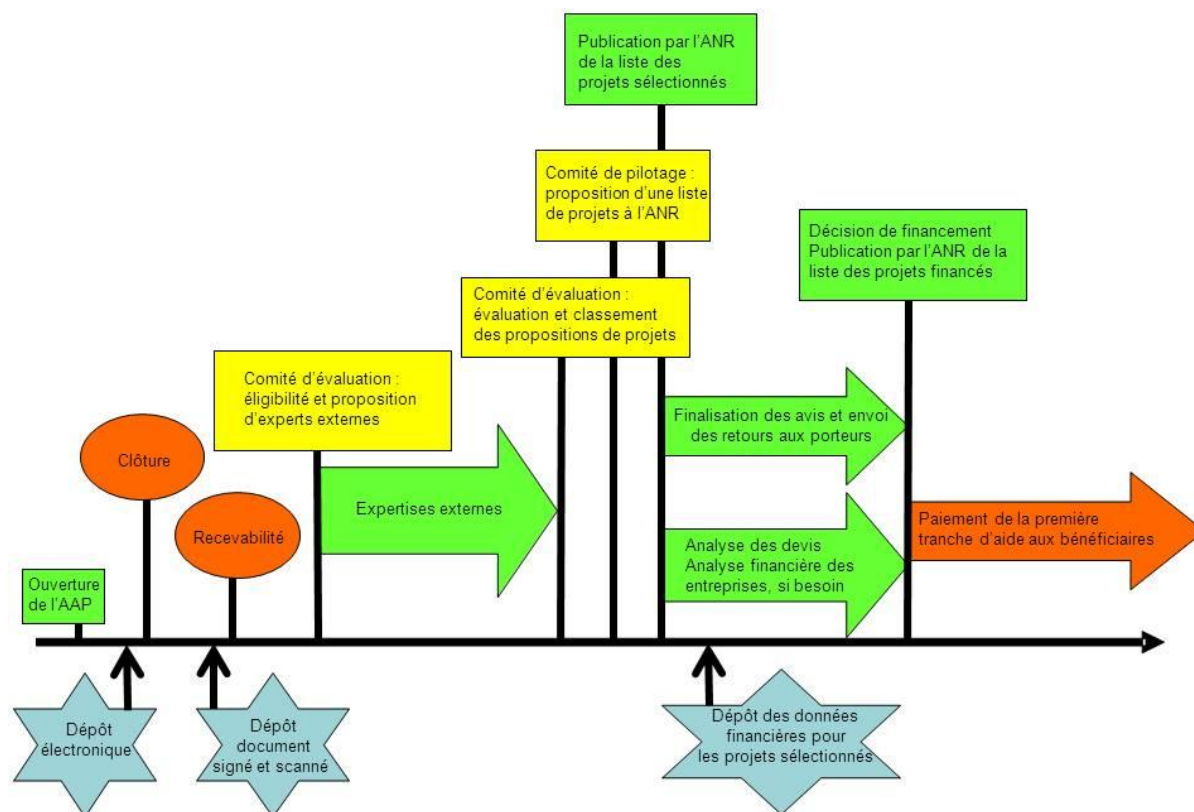 Publication par l'ANR
de la liste des
projets sélectionnés
Comité de pilotage :
proposition d'une liste
de projets à l'ANR
Décision de financement
Publication par l'ANR de la
liste des projets financés
Comité d'évaluation :
évaluation et classement
des propositions de projets
Comité d'évaluation :
éligibilité et proposition
d'experts externes
Finalisation des avis et envoi
des retours aux porteurs
Clôture
Expertises externes
Paiement de la première
tranche d'aide aux bénéficiaires
Recevabilité
Analyse des devis
Analyse financière des
entreprises, si besoin
Ouverture
de l'AAP
Dépôt
électronique
Dépôt
document
signé et scanné
Dépôt des données
financières pour
les projets sélectionnés